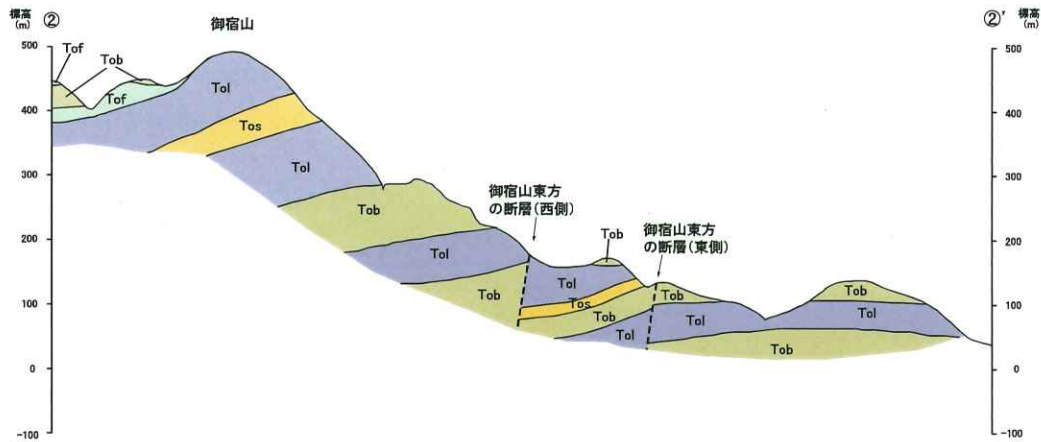 標高
(m)
②
御宿山
②'
標高
(m)
500
400
300
200
100
0
-100
500
400
300
200
100
0
-100
Tof
Tob
Tof
Tol
Tos
Tol
Tob
Tol
Tob
御宿山東方
の断層(西側)
Tol
Tob
Tos
Tob
Tol
御宿山東方
の断層(東側)
Tob
Tol
Tob
Tob
Tol